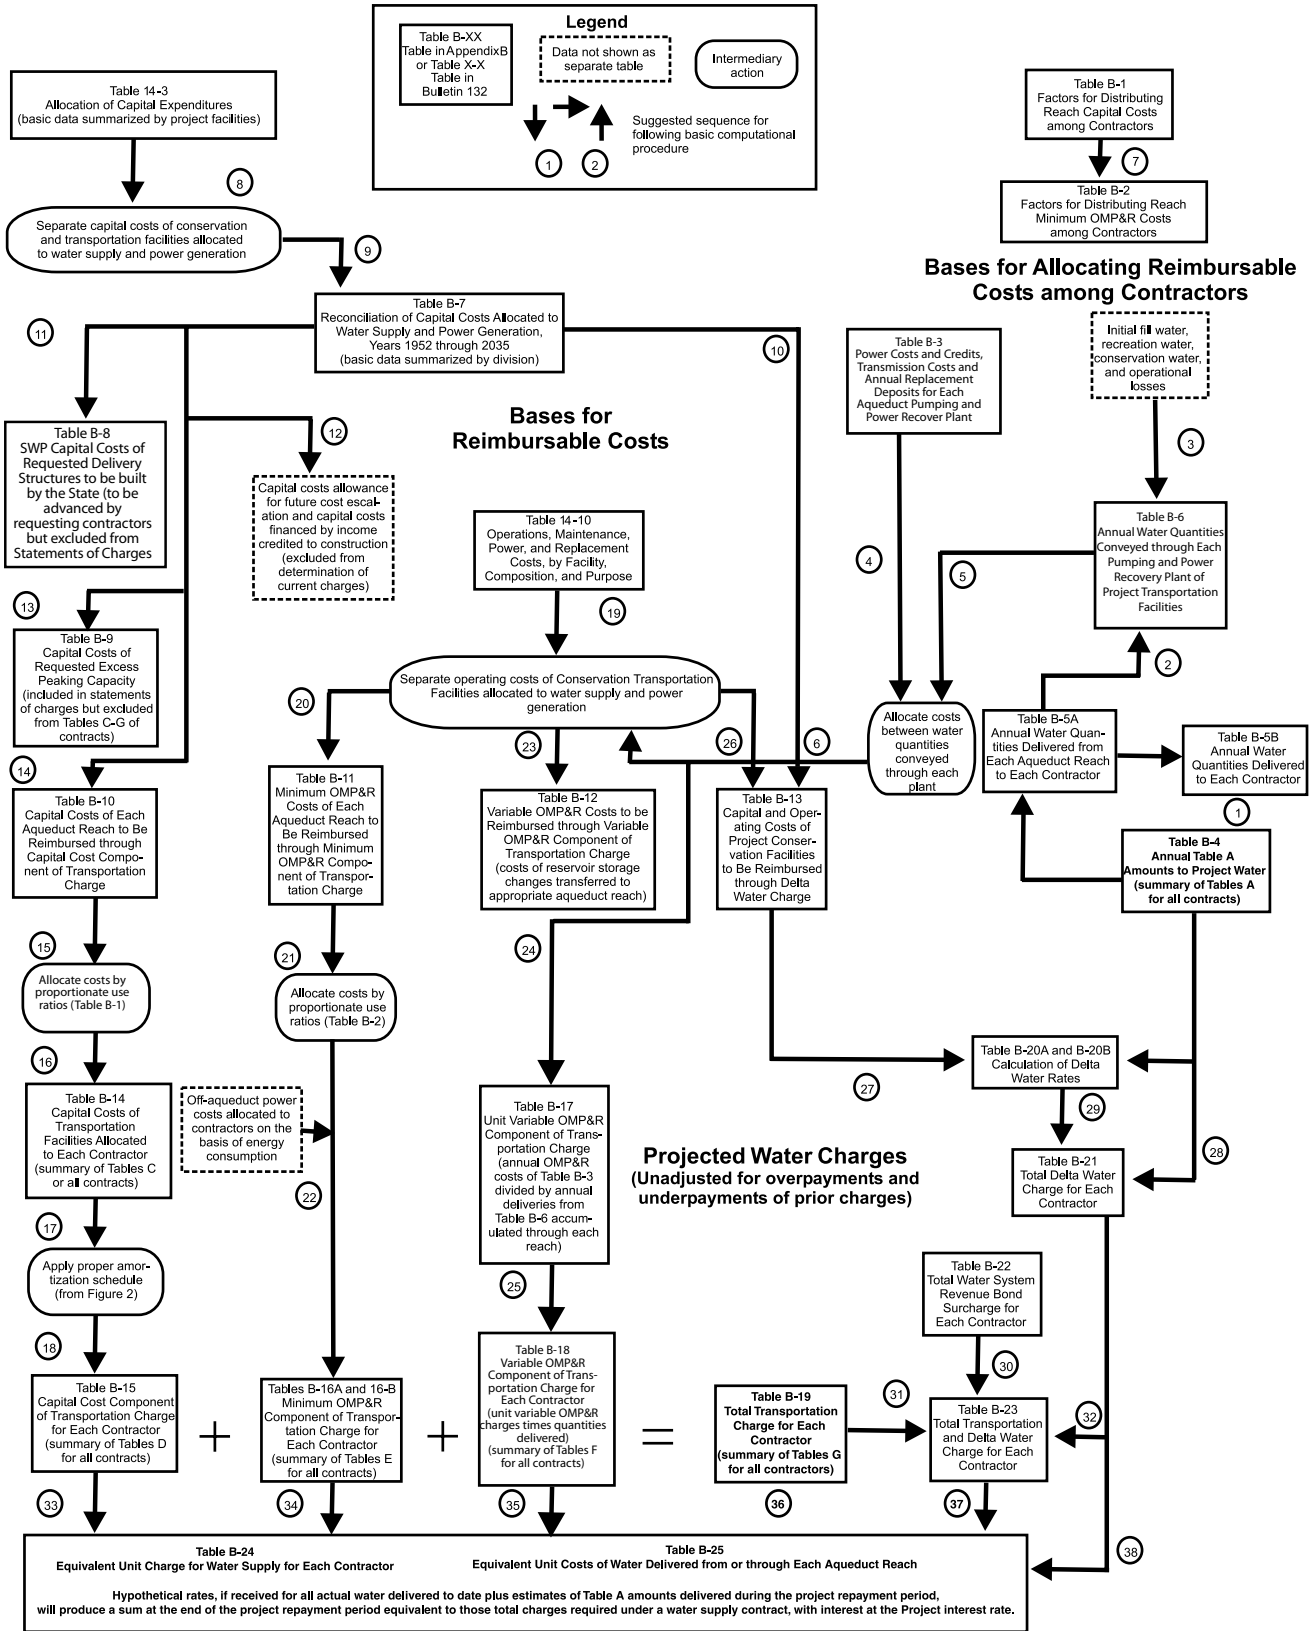 Legend
Table B-XX
Table in Appendix B
or Table X-X
Table in
Bulletin 132
Data not shown as
separate table
Intermediary
action
1
2
Suggested sequence for
following basic computational
procedure
Table 14-3
Allocation of Capital Expenditures
(basic data summarized by project facilities)
8
Separate capital costs of conservation
and transportation facilities allocated
to water supply and power generation
9
Table B-1
Factors for Distributing
Reach Capital Costs
among Contractors
7
Table B-2
Factors for Distributing Reach
Minimum OMP&R Costs
among Contractors
Bases for Allocating Reimbursable
Costs among Contractors
Table B-7
Reconciliation of Capital Costs Allocated to
Water Supply and Power Generation,
Years 1952 through 2035
(basic data summarized by division)
11
10
Table B-3
Power Costs and Credits,
Transmission Costs and
Annual Replacement
Deposits for Each
Aqueduct Pumping and
Power Recover Plant
Initial fill water,
recreation water,
conservation water,
and operational
losses
Bases for
Reimbursable Costs
12
3
Table B-8
SWP Capital Costs of
Requested Delivery
Structures to be built
by the State (to be
advanced by
requesting contractors
but excluded from
Statements of Charges
Capital costs allowance
for future cost escal-
ation and capital costs
financed by income
credited to construction
(excluded from
determination of
current charges)
Table 14-10
Operations, Maintenance,
Power, and Replacement
Costs, by Facility,
Composition, and Purpose
4
5
Table B-6
Annual Water Quantities
Conveyed through Each
Pumping and Power
Recovery Plant of
Project Transportation
Facilities
13
19
2
Table B-9
Capital Costs of
Requested Excess
Peaking Capacity
(included in statements
of charges but excluded
from Tables C-G of
contracts)
Separate operating costs of Conservation Transportation
Facilities allocated to water supply and power
generation
20
23
26
6
Allocate costs
between water
quantities
conveyed
through each
plant
Table B-5A
Annual Water Quan-
tities Delivered from
Each Aqueduct Reach
to Each Contractor
Table B-5B
Annual Water
Quantities Delivered
to Each Contractor
14
1
Table B-10
Capital Costs of Each
Aqueduct Reach to Be
Reimbursed through
Capital Cost Compo-
nent of Transportation
Charge
Table B-11
Minimum OMP&R
Costs of Each
Aqueduct Reach to
Be Reimbursed
through Minimum
OMP&R Compo-
nent of Transpor-
tation Charge
Table B-12
Variable OMP&R Costs to be
Reimbursed through Variable
OMP&R Component of
Transportation Charge
(costs of reservoir storage
changes transferred to
appropriate aqueduct reach)
Table B-13
Capital and Oper-
ating Costs of
Project Conser-
vation Facilities
to Be Reimbursed
through Delta
Water Charge
Table B-4
Annual Table A
Amounts to Project Water
(summary of Tables A
for all contracts)
15
21
24
Allocate costs by
proportionate use
ratios (Table B-1)
Allocate costs by
proportionate use
ratios (Table B-2)
16
27
Table B-20A and B-20B
Calculation of Delta
Water Rates
29
28
Table B-14
Capital Costs of
Transportation
Facilities Allocated
to Each Contractor
(summary of Tables C
or all contracts)
Off-aqueduct power
costs allocated to
contractors on the
basis of energy
consumption
22
Table B-17
Unit Variable OMP&R
Component of Trans-
portation Charge
(annual OMP&R
costs of Table B-3
divided by annual
deliveries from
Table B-6 accum-
ulated through each
reach)
Projected Water Charges
(Unadjusted for overpayments and
underpayments of prior charges)
Table B-21
Total Delta Water
Charge for Each
Contractor
17
Apply proper amor-
tization schedule
(from Figure 2)
25
Table B-22
Total Water System
Revenue Bond
Surcharge for
Each Contractor
18
30
31
32
Table B-15
Capital Cost Component
of Transportation Charge
for Each Contractor
(summary of Tables D
for all contracts)
+
Tables B-16A and 16-B
Minimum OMP&R
Component of Transpor-
tation Charge for
Each Contractor
(summary of Tables E
for all contracts)
+
Table B-18
Variable OMP&R
Component of Trans-
portation Charge for
Each Contractor
(unit variable OMP&R
charges times quantities
delivered)
(summary of Tables F
for all contracts)
=
Table B-19
Total Transportation
Charge for Each
Contractor
(summary of Tables G
for all contractors)
Table B-23
Total Transportation
and Delta Water
Charge for Each
Contractor
33
34
35
36
37
38
Table B-24
Equivalent Unit Charge for Water Supply for Each Contractor
Table B-25
Equivalent Unit Costs of Water Delivered from or through Each Aqueduct Reach
Hypothetical rates, if received for all actual water delivered to date plus estimates of Table A amounts delivered during the project repayment period,
will produce a sum at the end of the project repayment period equivalent to those total charges required under a water supply contract, with interest at the Project interest rate.